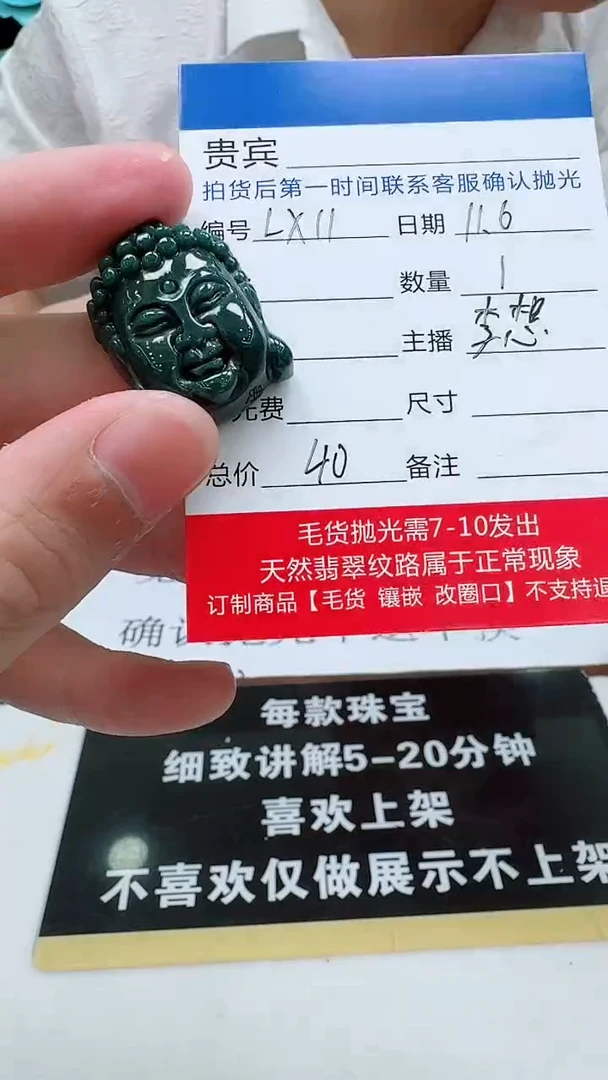 贵宾
拍货后第一时间联系客服确认抛光
编号 LX11 日期 11.6
数量 1
主播 李想
光费 尺寸
总价 40 备注
毛货抛光需7-10发出
天然翡翠纹路属于正常现象
订制商品【毛货 镶嵌 改圈口】不支持退
每款珠宝
细致讲解5-20分钟
喜欢上架
不喜欢仅做展示不上架